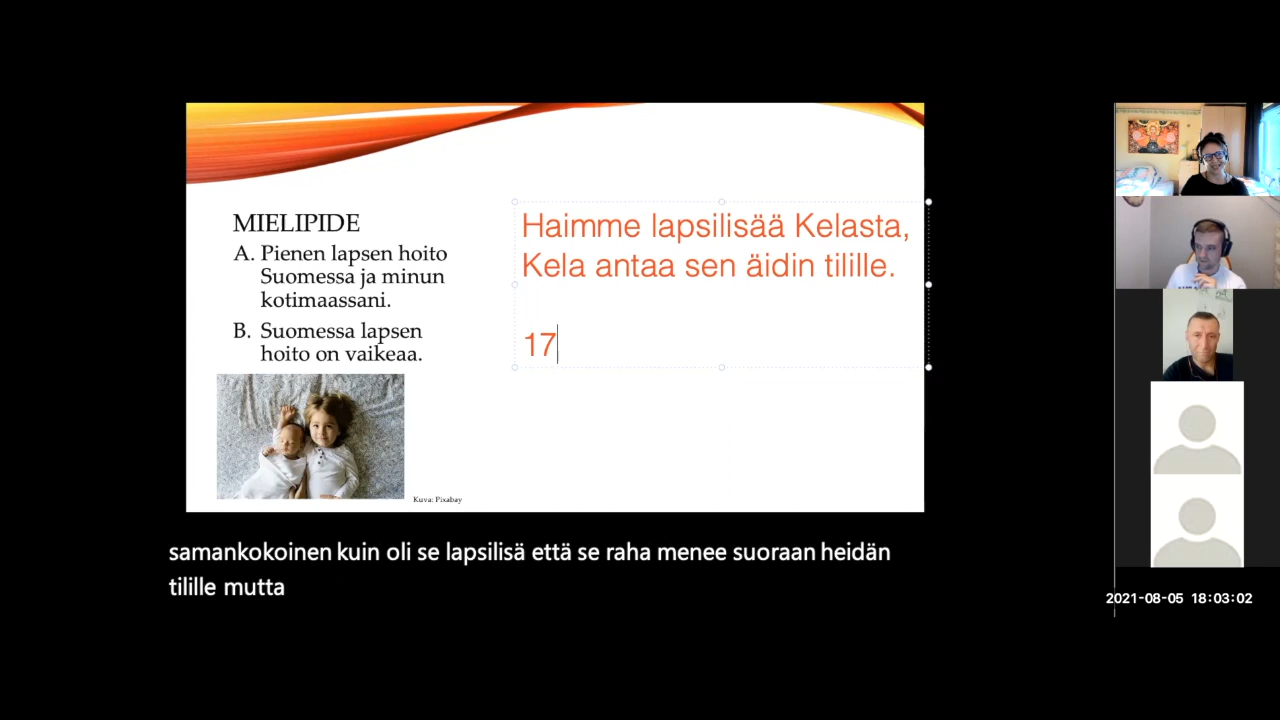 MIELIPIDE
A. Pienen lapsen hoito
Suomessa ja minun
kotimaassani.
B. Suomessa lapsen
hoito on vaikeaa.
Kuva: Pixabay
Haimme lapsilisää Kelasta,
Kela antaa sen äidin tilille.
17
samankokoinen kuin oli se lapsilisä että se raha menee suoraan heidän
tilille mutta
2021-08-05 18:03:02